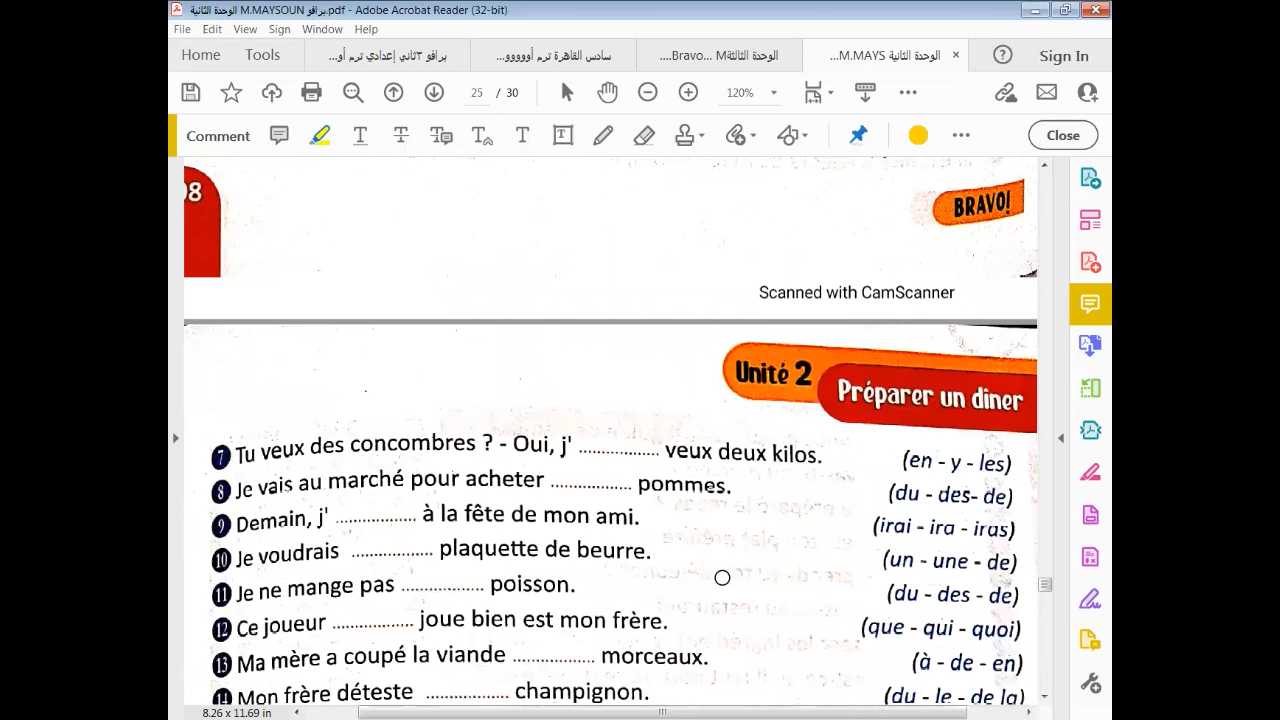 برافو M.MAYSOUN الوحدة الثانية.pdf - Adobe Acrobat Reader (32-bit)
File Edit View Sign Window Help
Home Tools برافو ٣ثاني إعدادي ترم أو... سادس القاهرة ترم أووووو... Bravo... Mالوحدة الثالثة.... M.MAYS الوحدة الثانية... × Sign In
25 / 30 120%
Comment Close
98
BRAVO!
Scanned with CamScanner
Unité 2
Préparer un dîner
7 Tu veux des concombres ? - Oui, j' ................ veux deux kilos. (en - y - les)
8 Je vais au marché pour acheter ................ pommes. (du - des- de)
9 Demain, j' ................ à la fête de mon ami. (irai - ira - iras)
10 Je voudrais ................ plaquette de beurre. (un - une - de)
11 Je ne mange pas ................ poisson. (du - des - de)
12 Ce joueur ................ joue bien est mon frère. (que - qui - quoi)
13 Ma mère a coupé la viande ................ morceaux. (à - de - en)
14 Mon frère déteste ................ champignon. (du - le - de la)
8.26 x 11.69 in